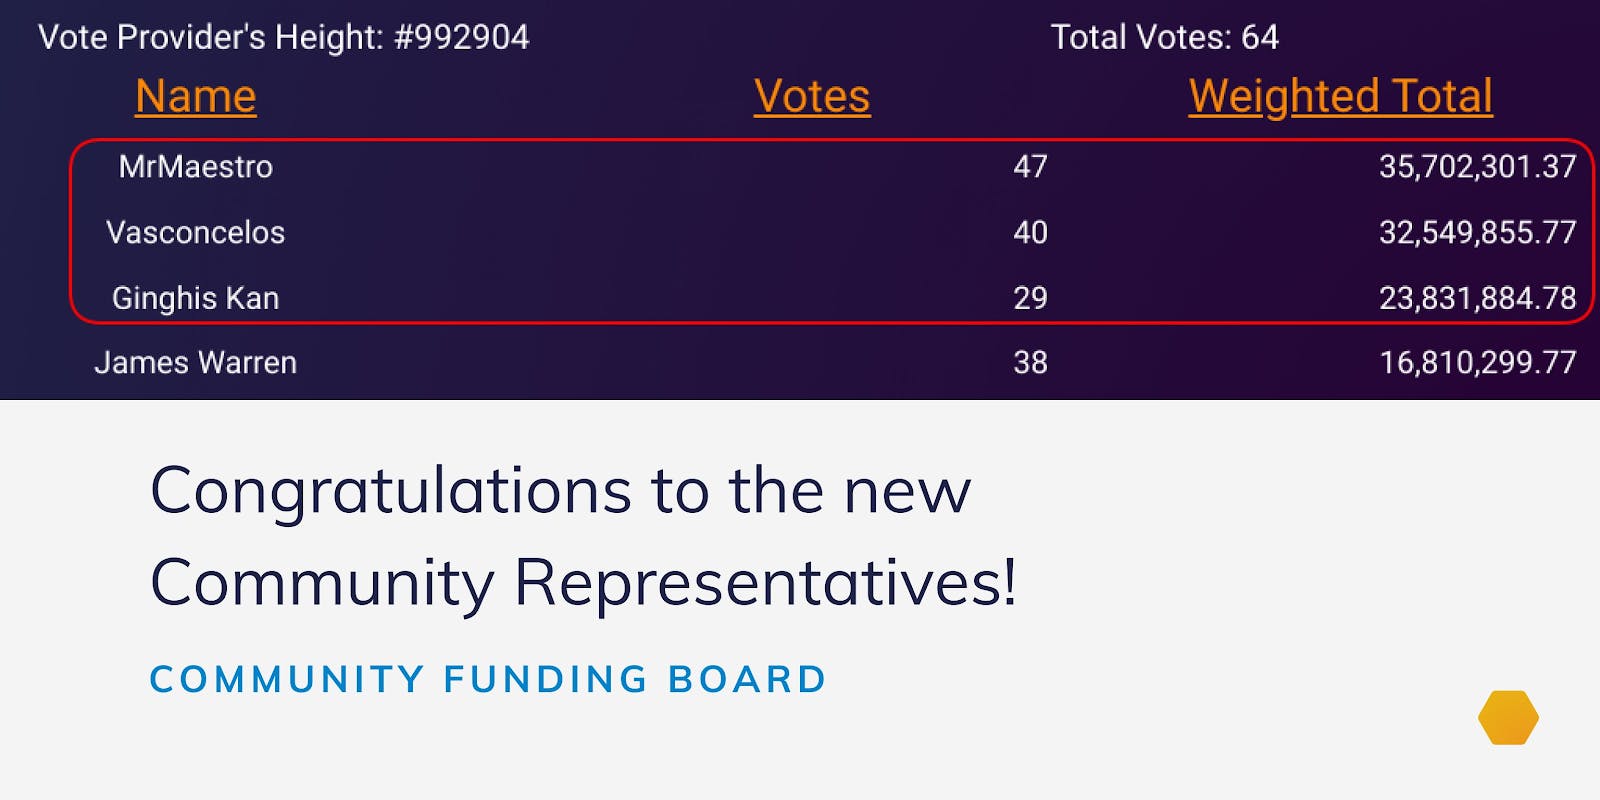 Vote Provider's Height: #992904 Total Votes: 64
Name Votes Weighted Total
MrMaestro 47 35,702,301.37
Vasconcelos 40 32,549,855.77
Ginghis Kan 29 23,831,884.78
James Warren 38 16,810,299.77
Congratulations to the new
Community Representatives!
COMMUNITY FUNDING BOARD